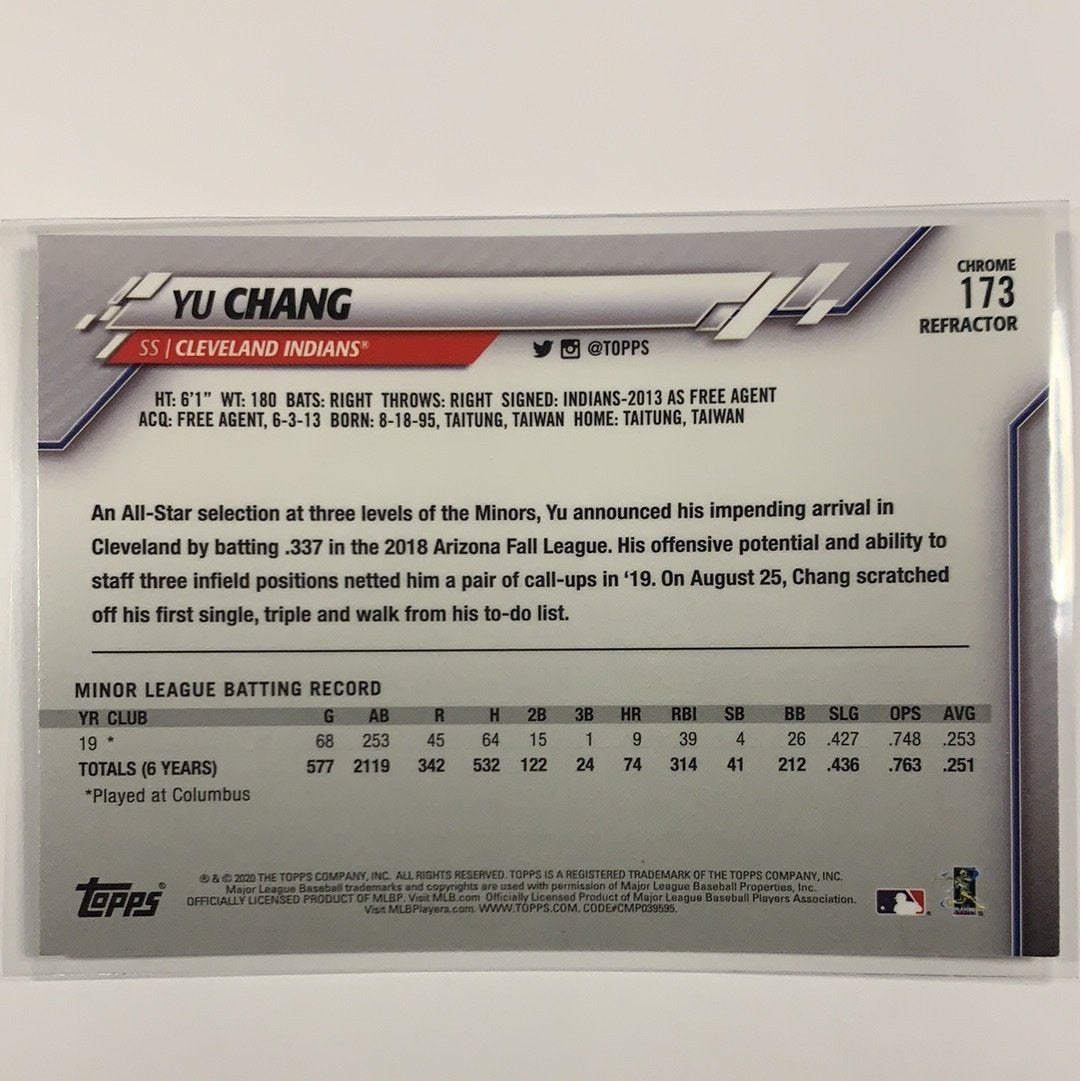 CHROME
173
REFRACTOR
YU CHANG
SS | CLEVELAND INDIANS®
@TOPPS
HT: 6'1" WT: 180 BATS: RIGHT THROWS: RIGHT SIGNED: INDIANS-2013 AS FREE AGENT
ACQ: FREE AGENT, 6-3-13 BORN: 8-18-95, TAITUNG, TAIWAN HOME: TAITUNG, TAIWAN
An All-Star selection at three levels of the Minors, Yu announced his impending arrival in
Cleveland by batting .337 in the 2018 Arizona Fall League. His offensive potential and ability to
staff three infield positions netted him a pair of call-ups in ‘19. On August 25, Chang scratched
off his first single, triple and walk from his to-do list.
MINOR LEAGUE BATTING RECORD
YR CLUB G AB R H 2B 3B HR RBI SB BB SLG OPS AVG
19 * 68 253 45 64 15 1 9 39 4 26 .427 .748 .253
TOTALS (6 YEARS) 577 2119 342 532 122 24 74 314 41 212 .436 .763 .251
*Played at Columbus
Topps®
® & © 2020 THE TOPPS COMPANY, INC. ALL RIGHTS RESERVED. TOPPS IS A REGISTERED TRADEMARK OF THE TOPPS COMPANY, INC.
Major League Baseball trademarks and copyrights are used with permission of Major League Baseball Properties, Inc.
OFFICIALLY LICENSED PRODUCT OF MLBP. Visit MLB.com Officially Licensed Product of Major League Baseball Players Association.
Visit MLBPlayers.com. WWW.TOPPS.COM. CODE#CMP039595.